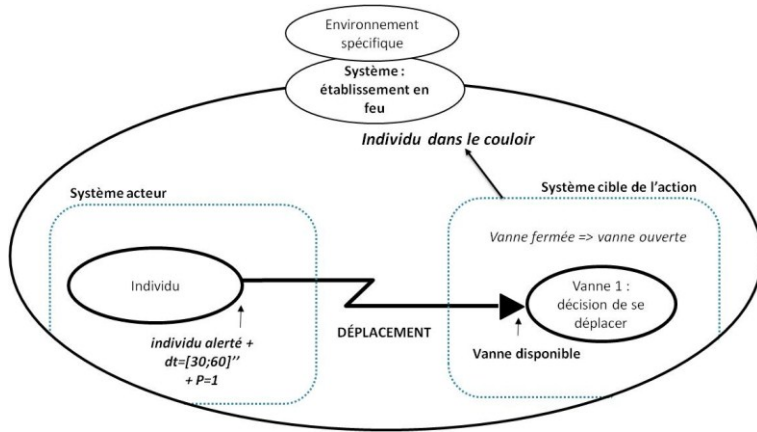 Environnement
spécifique
Système :
établissement en
feu
Individu dans le couloir
Système acteur
Système cible de l'action
Vanne fermée => vanne ouverte
Individu
Vanne 1 :
décision de se
déplacer
DÉPLACEMENT
individu alerté +
dt=[30;60]’’
+ P=1
Vanne disponible